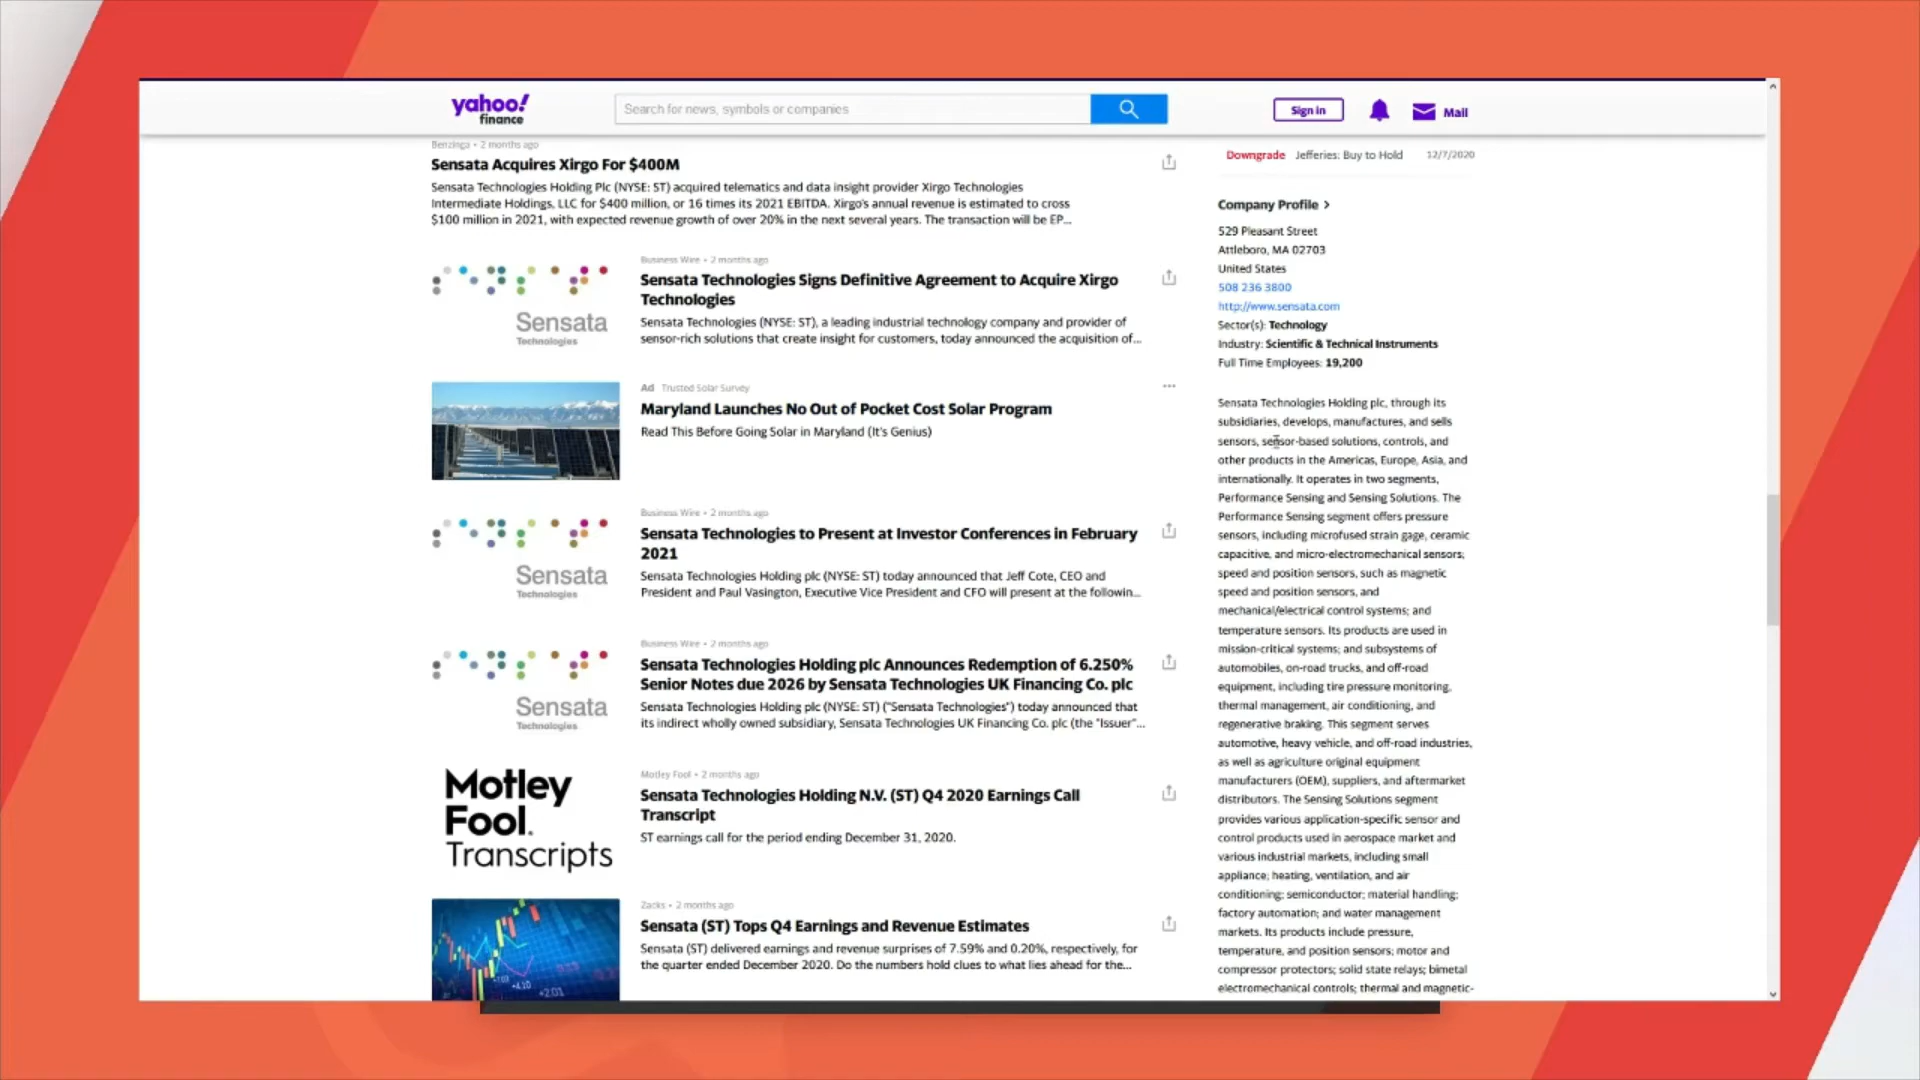 yahoo!
finance
Search for news, symbols or companies
Sign in
Mail
Benzinga • 2 months ago
Sensata Acquires Xirgo For $400M
Sensata Technologies Holding Plc (NYSE: ST) acquired telematics and data insight provider Xirgo Technologies
Intermediate Holdings, LLC for $400 million, or 16 times its 2021 EBITDA. Xirgo's annual revenue is estimated to cross
$100 million in 2021, with expected revenue growth of over 20% in the next several years. The transaction will be EP...
Sensata
Technologies
Business Wire • 2 months ago
Sensata Technologies Signs Definitive Agreement to Acquire Xirgo
Technologies
Sensata Technologies (NYSE: ST), a leading industrial technology company and provider of
sensor-rich solutions that create insight for customers, today announced the acquisition of...
Ad Trusted Solar Survey
Maryland Launches No Out of Pocket Cost Solar Program
Read This Before Going Solar in Maryland (It's Genius)
Sensata
Technologies
Business Wire • 2 months ago
Sensata Technologies to Present at Investor Conferences in February
2021
Sensata Technologies Holding plc (NYSE: ST) today announced that Jeff Cote, CEO and
President and Paul Vasington, Executive Vice President and CFO will present at the followin...
Sensata
Technologies
Business Wire • 2 months ago
Sensata Technologies Holding plc Announces Redemption of 6.250%
Senior Notes due 2026 by Sensata Technologies UK Financing Co. plc
Sensata Technologies Holding plc (NYSE: ST) ("Sensata Technologies") today announced that
its indirect wholly owned subsidiary, Sensata Technologies UK Financing Co. plc (the "Issuer"...
Motley
Fool.
Transcripts
Motley Fool • 2 months ago
Sensata Technologies Holding N.V. (ST) Q4 2020 Earnings Call
Transcript
ST earnings call for the period ending December 31, 2020.
+4.10
+2.01
Zacks • 2 months ago
Sensata (ST) Tops Q4 Earnings and Revenue Estimates
Sensata (ST) delivered earnings and revenue surprises of 7.59% and 0.20%, respectively, for
the quarter ended December 2020. Do the numbers hold clues to what lies ahead for the...
Downgrade Jefferies: Buy to Hold 12/7/2020
Company Profile
529 Pleasant Street
Attleboro, MA 02703
United States
508 236 3800
http://www.sensata.com
Sector(s): Technology
Industry: Scientific & Technical Instruments
Full Time Employees: 19,200
Sensata Technologies Holding plc, through its
subsidiaries, develops, manufactures, and sells
sensors, sensor-based solutions, controls, and
other products in the Americas, Europe, Asia, and
internationally. It operates in two segments,
Performance Sensing and Sensing Solutions. The
Performance Sensing segment offers pressure
sensors, including microfused strain gage, ceramic
capacitive, and micro-electromechanical sensors;
speed and position sensors, such as magnetic
speed and position sensors, and
mechanical/electrical control systems; and
temperature sensors. Its products are used in
mission-critical systems; and subsystems of
automobiles, on-road trucks, and off-road
equipment, including tire pressure monitoring,
thermal management, air conditioning, and
regenerative braking. This segment serves
automotive, heavy vehicle, and off-road industries,
as well as agriculture original equipment
manufacturers (OEM), suppliers, and aftermarket
distributors. The Sensing Solutions segment
provides various application-specific sensor and
control products used in aerospace market and
various industrial markets, including small
appliance; heating, ventilation, and air
conditioning; semiconductor; material handling;
factory automation; and water management
markets. Its products include pressure,
temperature, and position sensors; motor and
compressor protectors; solid state relays; bimetal
electromechanical controls; thermal and magnetic-